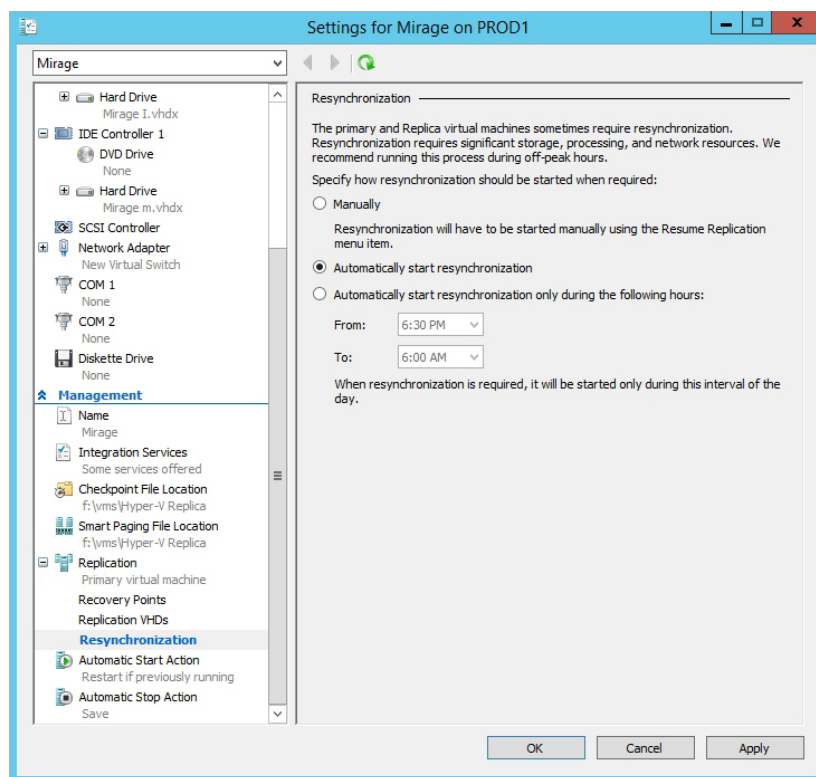 Settings for Mirage on PROD1
Mirage
Hard Drive
Mirage I.vhdx
IDE Controller 1
DVD Drive
None
Hard Drive
Mirage m.vhdx
SCSI Controller
Network Adapter
New Virtual Switch
COM 1
None
COM 2
None
Diskette Drive
None
Management
Name
Mirage
Integration Services
Some services offered
Checkpoint File Location
f:\vms\Hyper-V Replica
Smart Paging File Location
f:\vms\Hyper-V Replica
Replication
Primary virtual machine
Recovery Points
Replication VHDs
Resynchronization
Automatic Start Action
Restart if previously running
Automatic Stop Action
Save
Resynchronization
The primary and Replica virtual machines sometimes require resynchronization.
Resynchronization requires significant storage, processing, and network resources. We
recommend running this process during off-peak hours.
Specify how resynchronization should be started when required:
Manually
Resynchronization will have to be started manually using the Resume Replication
menu item.
Automatically start resynchronization
Automatically start resynchronization only during the following hours:
From: 6:30 PM
To: 6:00 AM
When resynchronization is required, it will be started only during this interval of the
day.
OK Cancel Apply